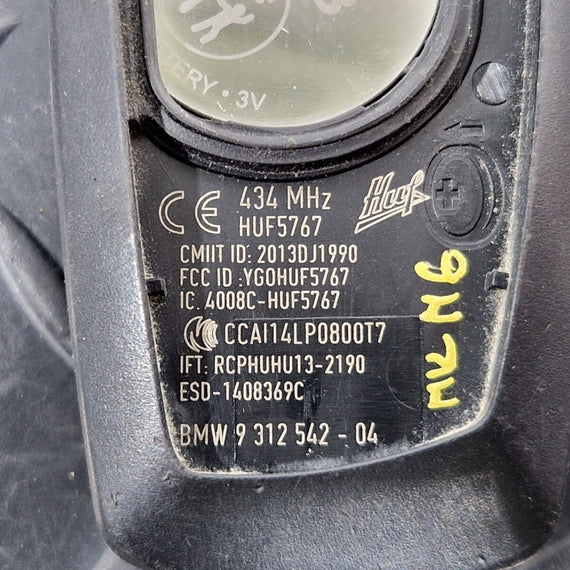 TERY • 3V
CE 434 MHz
HUF5767
Huf
CMIIT ID: 2013DJ1990
FCC ID :YGOHUF5767
IC. 4008C-HUF5767
CCAI14LP0800T7
IFT: RCPHUHU13-2190
ESD-1408369C
BMW 9 312 542 - 04